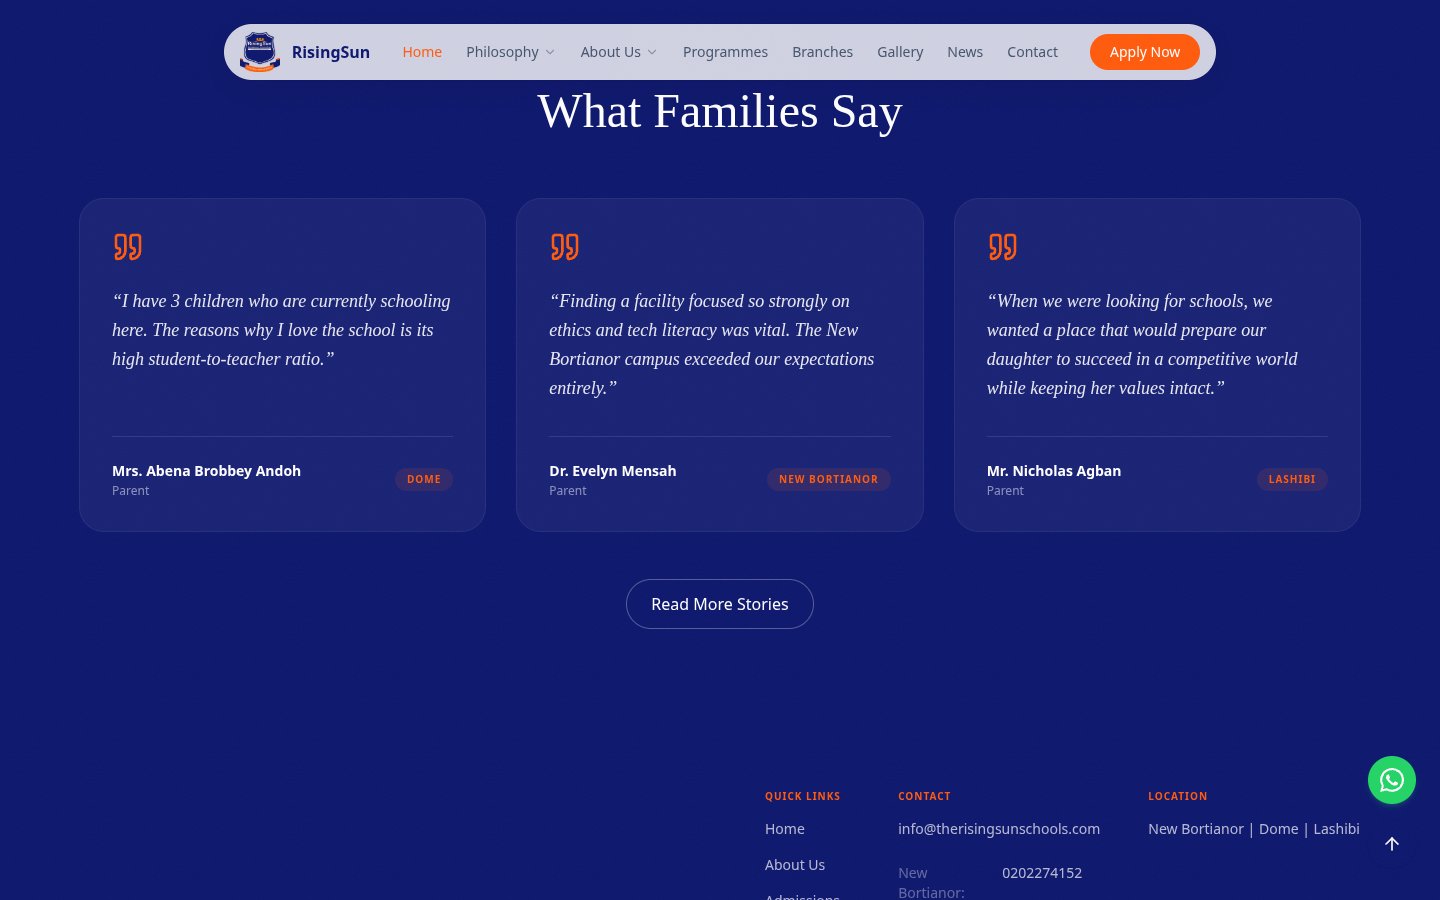 RisingSun
Home
Philosophy
About Us
Programmes
Branches
Gallery
News
Contact
Apply Now
What Families Say
“I have 3 children who are currently schooling
here. The reasons why I love the school is its
high student-to-teacher ratio.”
Mrs. Abena Brobbey Andoh
Parent
DOME
“Finding a facility focused so strongly on
ethics and tech literacy was vital. The New
Bortianor campus exceeded our expectations
entirely.”
Dr. Evelyn Mensah
Parent
NEW BORTIANOR
“When we were looking for schools, we
wanted a place that would prepare our
daughter to succeed in a competitive world
while keeping her values intact.”
Mr. Nicholas Agban
Parent
LASHIBI
Read More Stories
QUICK LINKS
Home
About Us
Admissions
CONTACT
info@therisingsunschools.com
New
Bortianor:
0202274152
LOCATION
New Bortianor | Dome | Lashibi